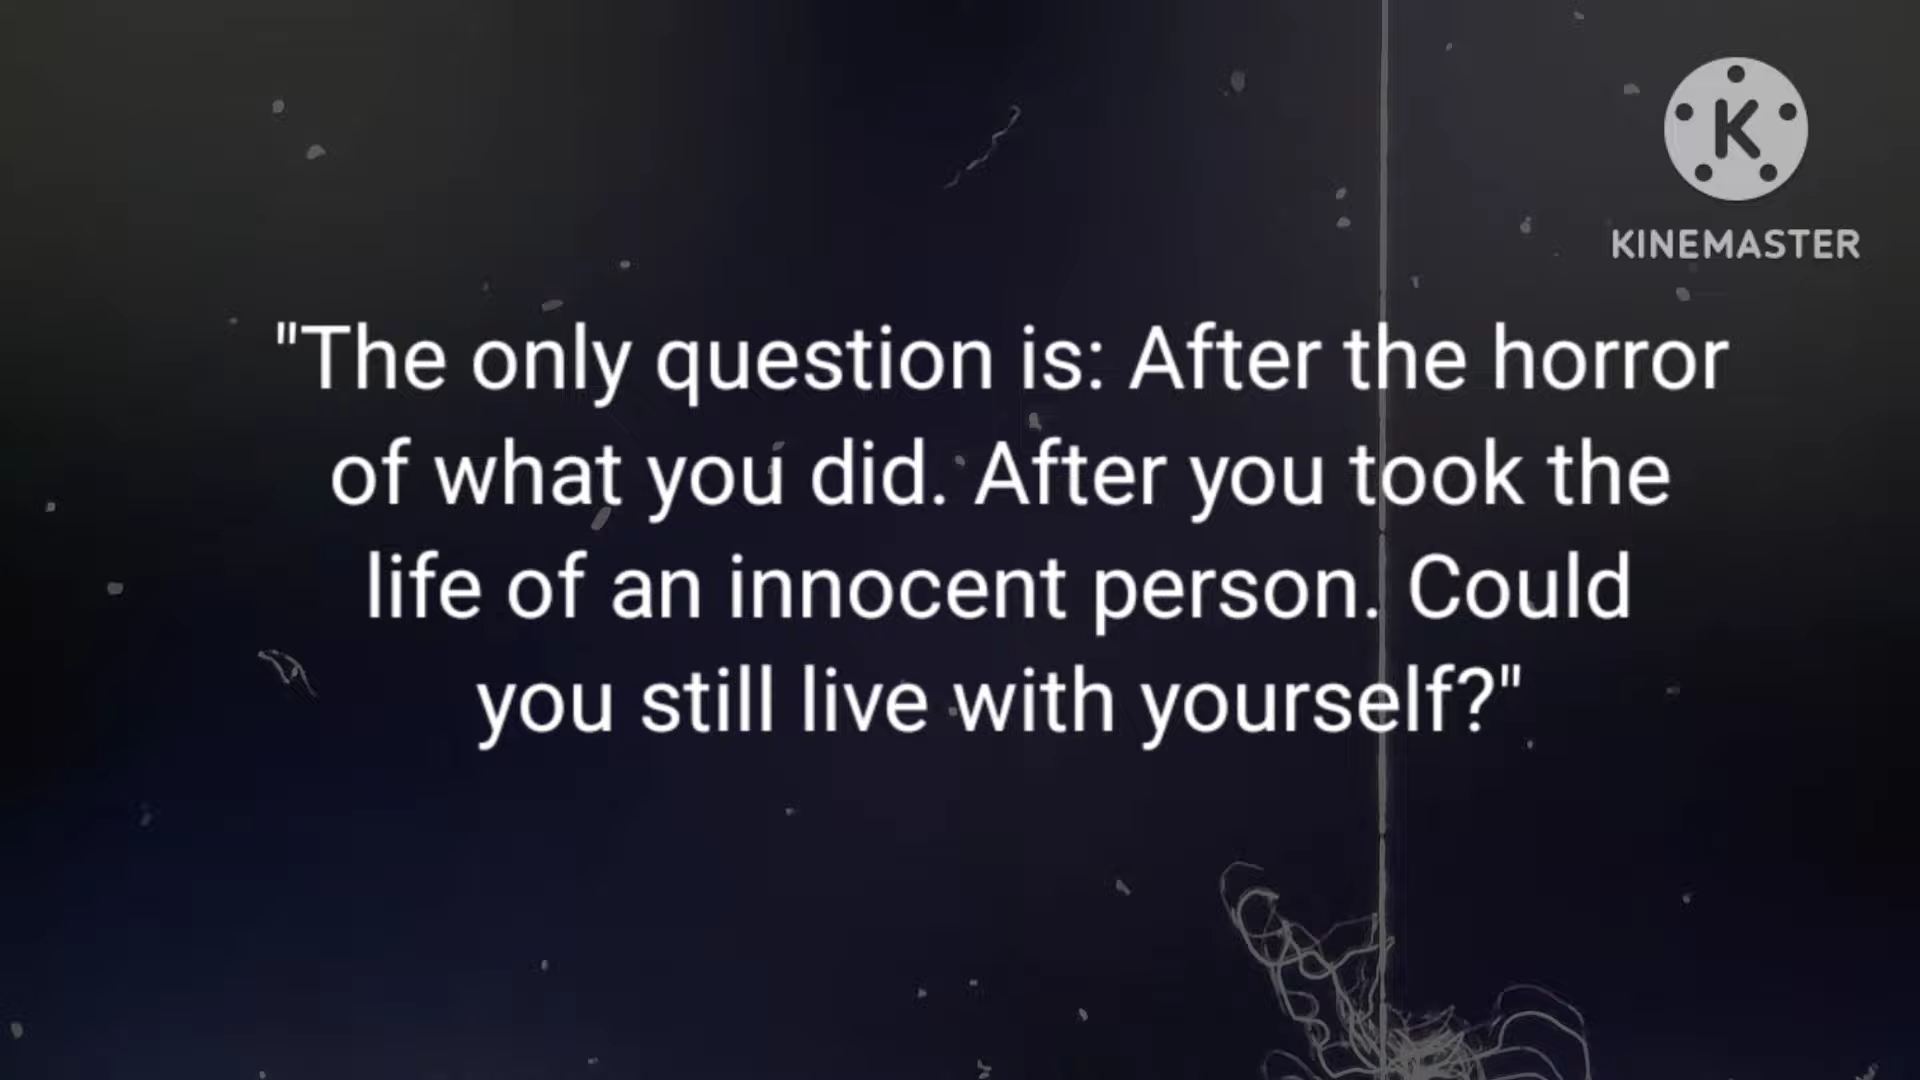 K
KINEMASTER
"The only question is: After the horror
of what you did. After you took the
life of an innocent person. Could
you still live with yourself?"